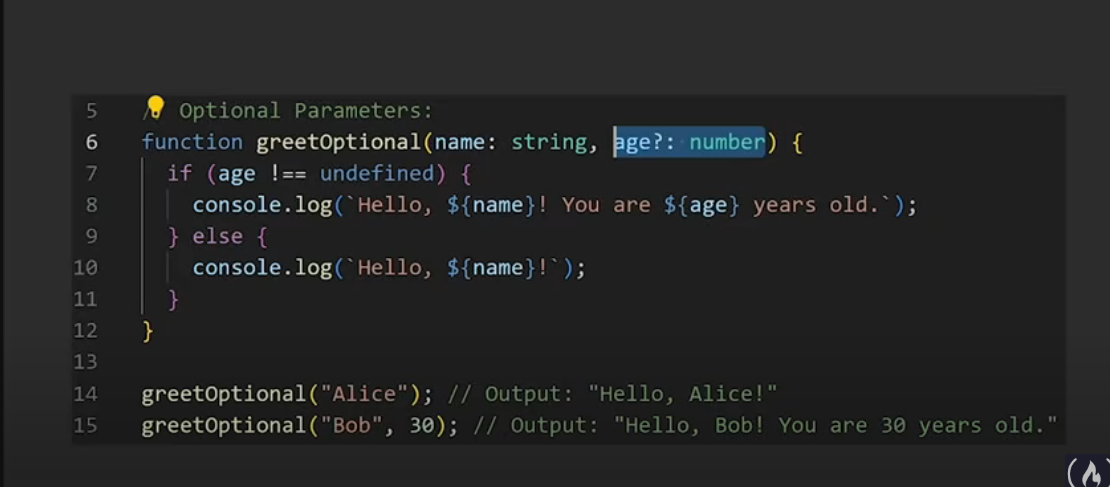 5 // Optional Parameters:
6 function greetOptional(name: string, age?: number) {
7 if (age !== undefined) {
8 console.log(`Hello, ${name}! You are ${age} years old.`);
9 } else {
10 console.log(`Hello, ${name}!`);
11 }
12 }
13
14 greetOptional("Alice"); // Output: "Hello, Alice!"
15 greetOptional("Bob", 30); // Output: "Hello, Bob! You are 30 years old."